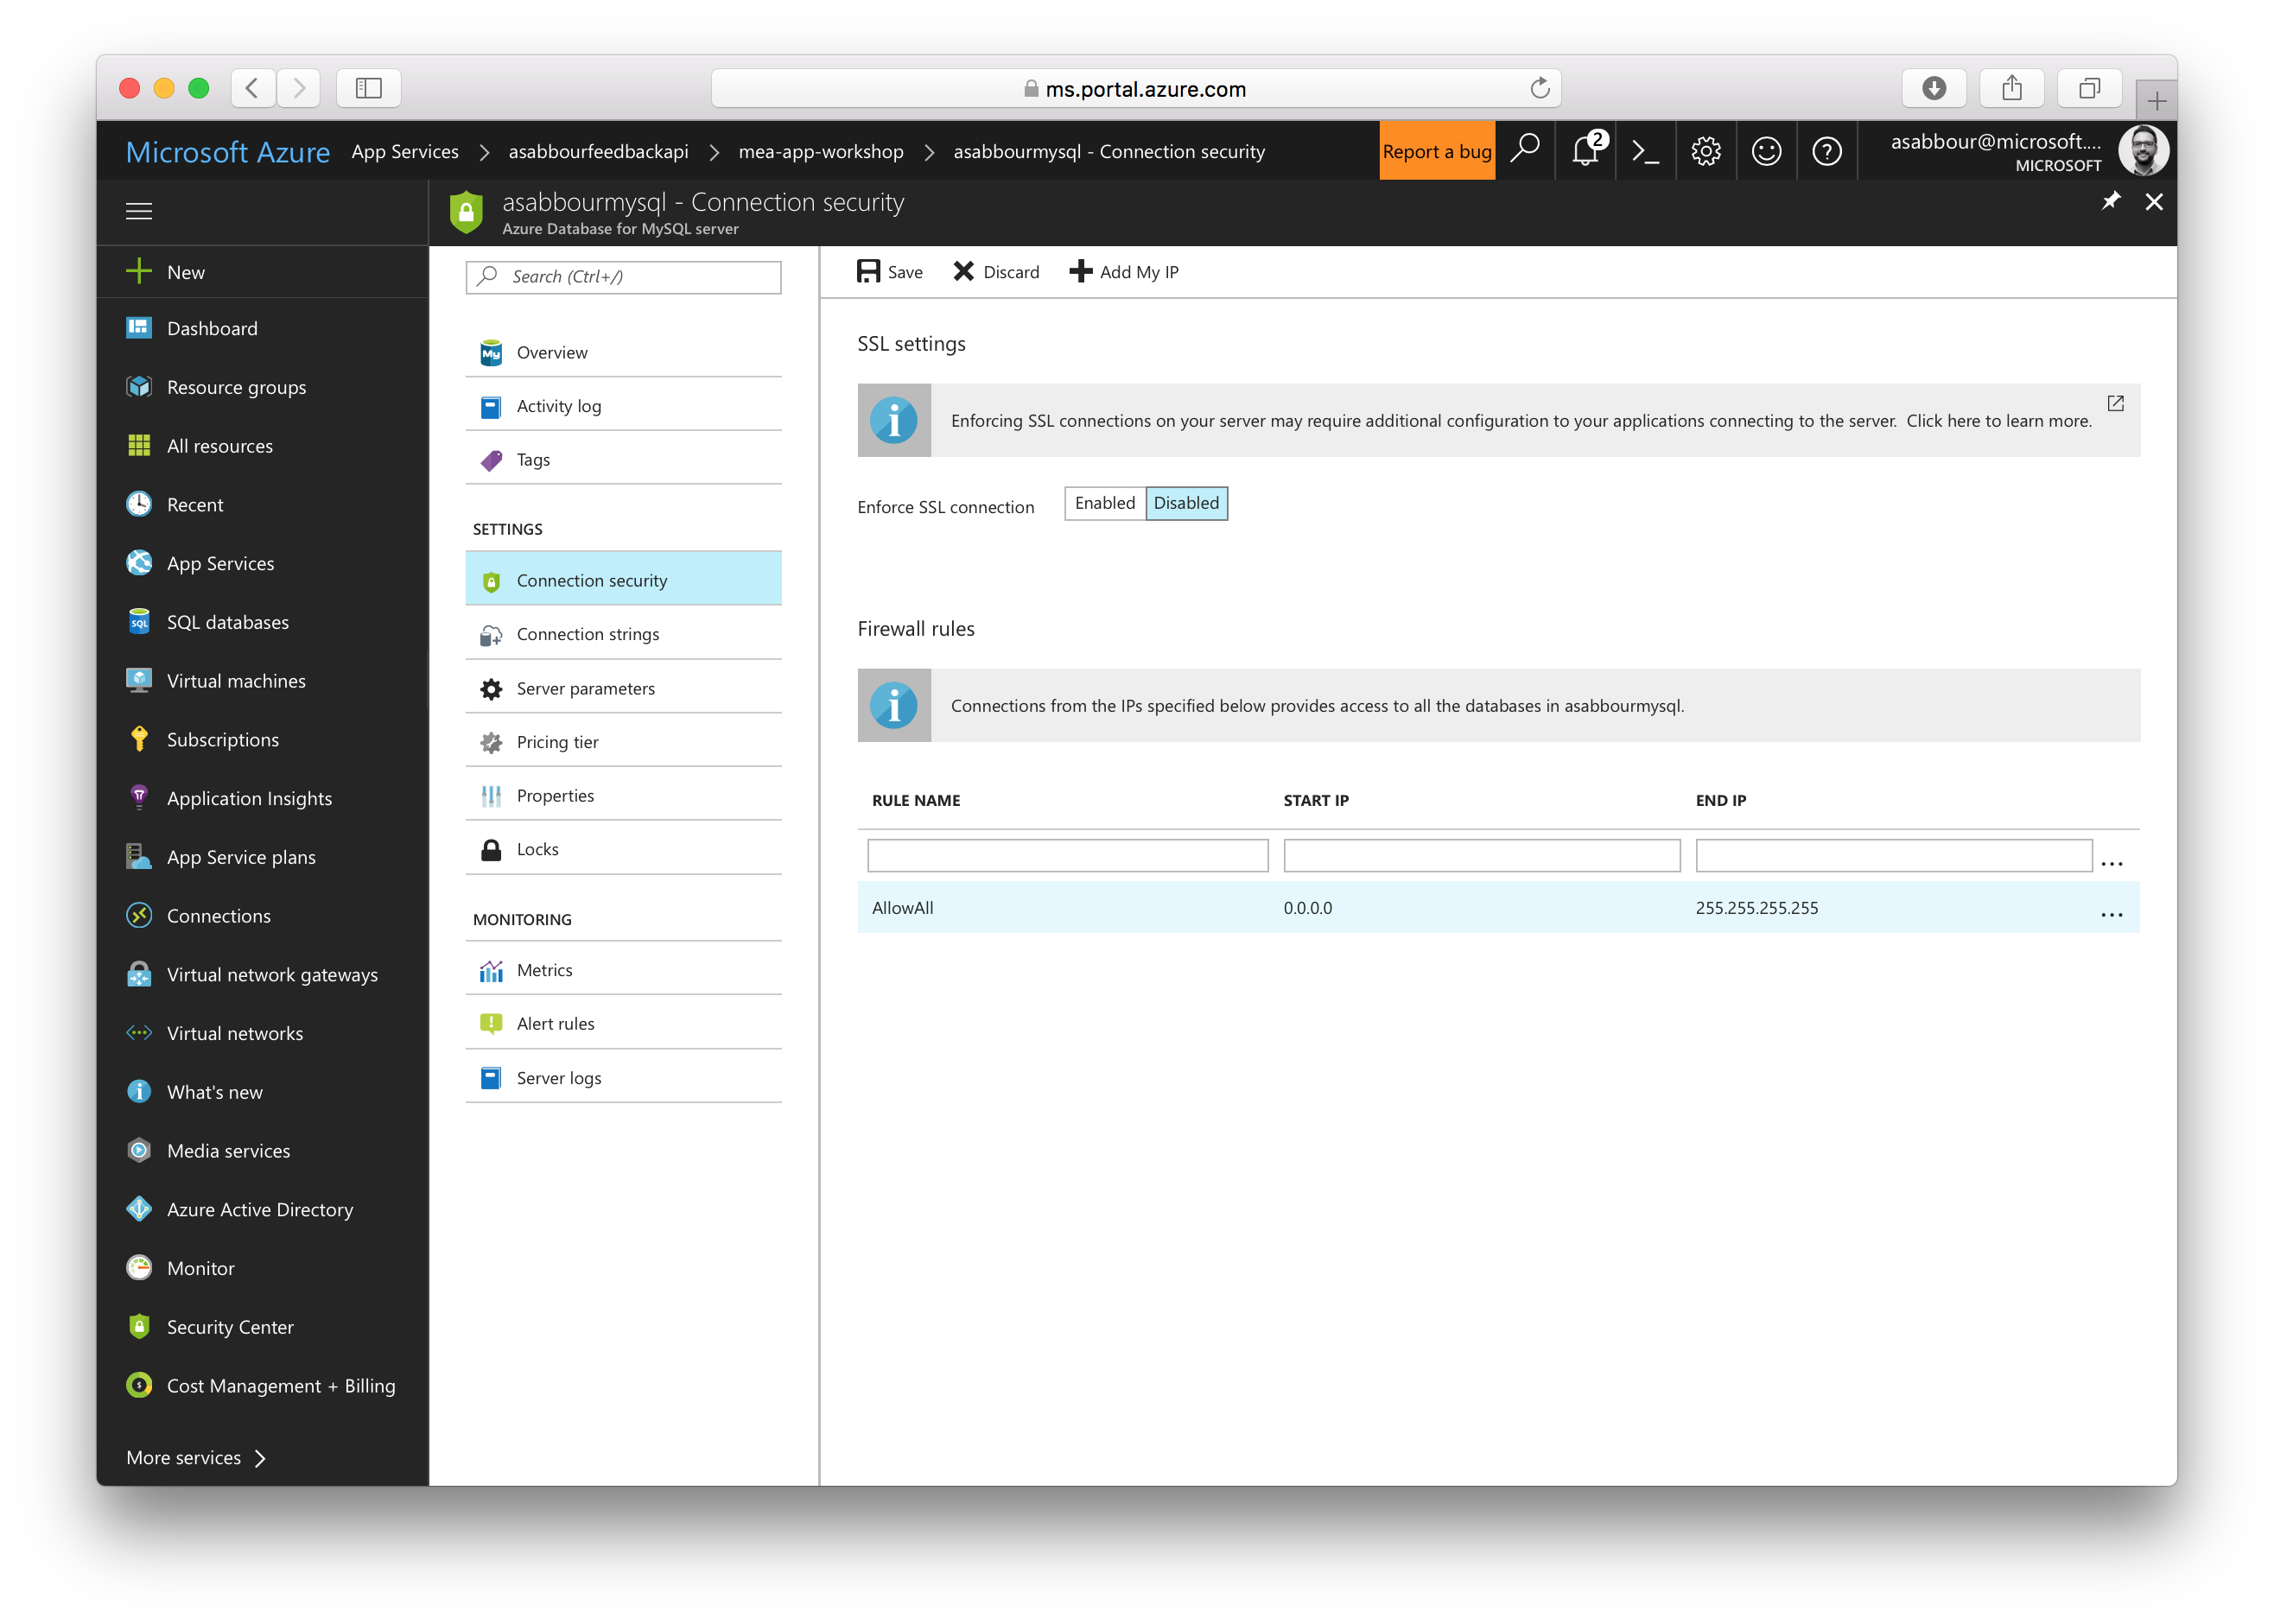 ms.portal.azure.com
Microsoft Azure App Services > asabbourfeedbackapi > mea-app-workshop > asabbourmysql - Connection security
Report a bug
2
asabbour@microsoft....
MICROSOFT
asabbourmysql - Connection security
Azure Database for MySQL server
New
Dashboard
Resource groups
All resources
Recent
App Services
SQL databases
Virtual machines
Subscriptions
Application Insights
App Service plans
Connections
Virtual network gateways
Virtual networks
What's new
Media services
Azure Active Directory
Monitor
Security Center
Cost Management + Billing
More services >
Search (Ctrl+/)
Overview
Activity log
Tags
SETTINGS
Connection security
Connection strings
Server parameters
Pricing tier
Properties
Locks
MONITORING
Metrics
Alert rules
Server logs
Save Discard Add My IP
SSL settings
Enforcing SSL connections on your server may require additional configuration to your applications connecting to the server. Click here to learn more.
Enforce SSL connection Enabled Disabled
Firewall rules
Connections from the IPs specified below provides access to all the databases in asabbourmysql.
RULE NAME START IP END IP
...
AllowAll 0.0.0.0 255.255.255.255 ...